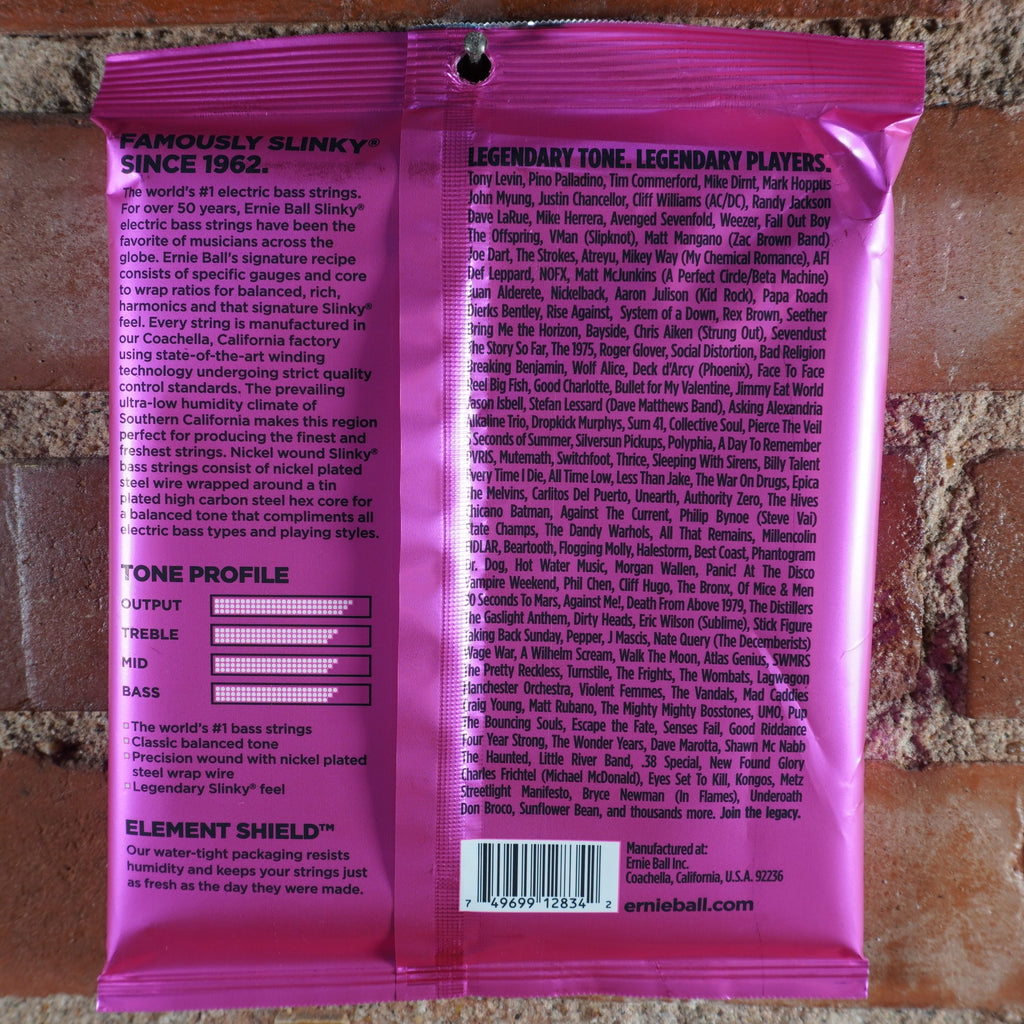 FAMOUSLY SLINKY®
SINCE 1962.
The world's #1 electric bass strings.
For over 50 years, Ernie Ball Slinky®
electric bass strings have been the
favorite of musicians across the
globe. Ernie Ball's signature recipe
consists of specific gauges and core
to wrap ratios for balanced, rich,
harmonics and that signature Slinky®
feel. Every string is manufactured in
our Coachella, California factory
using state-of-the-art winding
technology undergoing strict quality
control standards. The prevailing
ultra-low humidity climate of
Southern California makes this region
perfect for producing the finest and
freshest strings. Nickel wound Slinky®
bass strings consist of nickel plated
steel wire wrapped around a tin
plated high carbon steel hex core for
a balanced tone that compliments all
electric bass types and playing styles.
TONE PROFILE
OUTPUT
TREBLE
MID
BASS
The world's #1 bass strings
Classic balanced tone
Precision wound with nickel plated
steel wrap wire
Legendary Slinky® feel
ELEMENT SHIELD™
Our water-tight packaging resists
humidity and keeps your strings just
as fresh as the day they were made.
LEGENDARY TONE. LEGENDARY PLAYERS.
Tony Levin, Pino Palladino, Tim Commerford, Mike Dirnt, Mark Hoppus
John Myung, Justin Chancellor, Cliff Williams (AC/DC), Randy Jackson
Dave LaRue, Mike Herrera, Avenged Sevenfold, Weezer, Fall Out Boy
The Offspring, VMan (Slipknot), Matt Mangano (Zac Brown Band)
Joe Dart, The Strokes, Atreyu, Mikey Way (My Chemical Romance), AFI
Def Leppard, NOFX, Matt McJunkins (A Perfect Circle/Beta Machine)
Juan Alderete, Nickelback, Aaron Julison (Kid Rock), Papa Roach
Dierks Bentley, Rise Against, System of a Down, Rex Brown, Seether
Bring Me the Horizon, Bayside, Chris Aiken (Strung Out), Sevendust
The Story So Far, The 1975, Roger Glover, Social Distortion, Bad Religion
Breaking Benjamin, Wolf Alice, Deck d'Arcy (Phoenix), Face To Face
Reel Big Fish, Good Charlotte, Bullet for My Valentine, Jimmy Eat World
Jason Isbell, Stefan Lessard (Dave Matthews Band), Asking Alexandria
Alkaline Trio, Dropkick Murphys, Sum 41, Collective Soul, Pierce The Veil
5 Seconds of Summer, Silversun Pickups, Polyphia, A Day To Remember
PVRIS, Mutemath, Switchfoot, Thrice, Sleeping With Sirens, Billy Talent
Every Time I Die, All Time Low, Less Than Jake, The War On Drugs, Epica
The Melvins, Carlitos Del Puerto, Unearth, Authority Zero, The Hives
Chicano Batman, Against The Current, Philip Bynoe (Steve Vai)
State Champs, The Dandy Warhols, All That Remains, Millencolin
FIDLAR, Beartooth, Flogging Molly, Halestorm, Best Coast, Phantogram
Dr. Dog, Hot Water Music, Morgan Wallen, Panic! At The Disco
Vampire Weekend, Phil Chen, Cliff Hugo, The Bronx, Of Mice & Men
30 Seconds To Mars, Against Me!, Death From Above 1979, The Distillers
The Gaslight Anthem, Dirty Heads, Eric Wilson (Sublime), Stick Figure
Taking Back Sunday, Pepper, J Mascis, Nate Query (The Decemberists)
Wage War, A Wilhelm Scream, Walk The Moon, Atlas Genius, SWMRS
The Pretty Reckless, Turnstile, The Frights, The Wombats, Lagwagon
Manchester Orchestra, Violent Femmes, The Vandals, Mad Caddies
Craig Young, Matt Rubano, The Mighty Mighty Bosstones, UMO, Pup
The Bouncing Souls, Escape the Fate, Senses Fail, Good Riddance
Four Year Strong, The Wonder Years, Dave Marotta, Shawn Mc Nabb
The Haunted, Little River Band, .38 Special, New Found Glory
Charles Frichtel (Michael McDonald), Eyes Set To Kill, Kongos, Metz
Streetlight Manifesto, Bryce Newman (In Flames), Underoath
Don Broco, Sunflower Bean, and thousands more. Join the legacy.
7 49699 12834 2
Manufactured at:
Ernie Ball Inc.
Coachella, California, U.S.A. 92236
ernieball.com